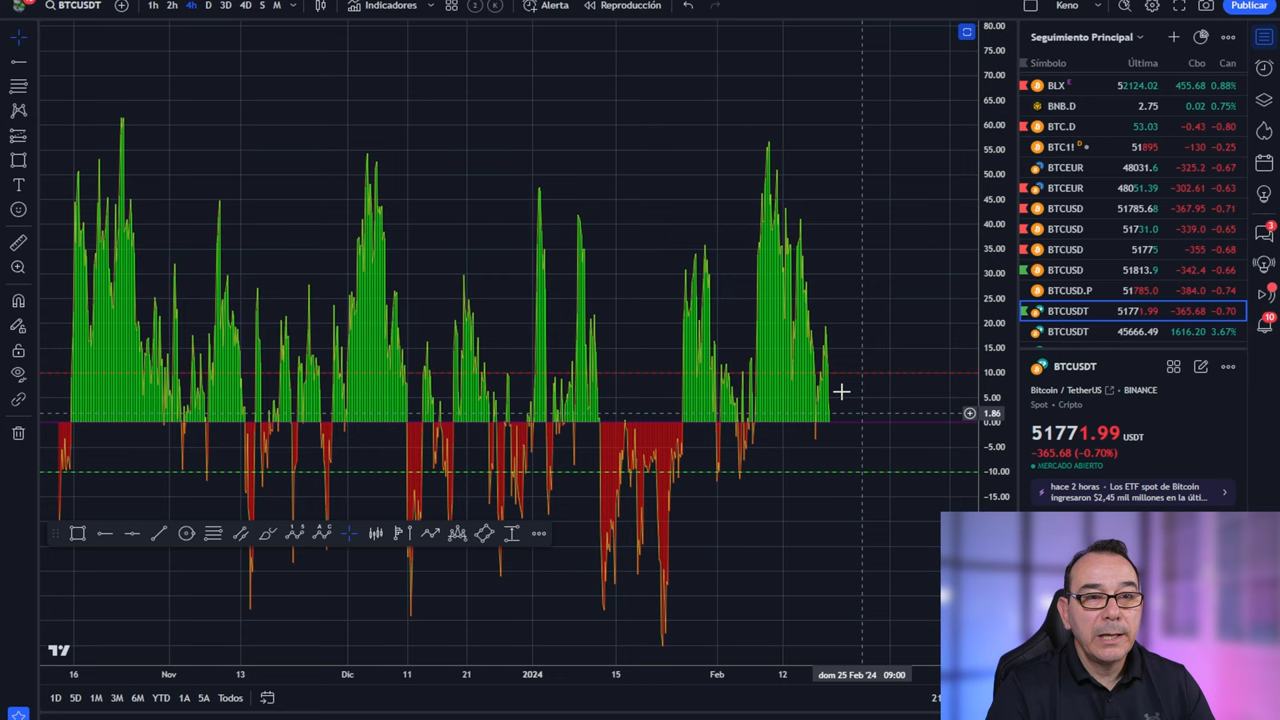 BTCUSDT 1h 2h 4h D 3D 4D S M Indicadores 2 K Alerta Reproducción Keno Publicar
Seguimiento Principal
Símbolo Última Cbo Can
BLX E 52124.02 455.68 0.88%
BNB.D 2.75 0.02 0.75%
BTC.D 53.03 −0.43 −0.80
BTC1! D 51895 −130 −0.25
BTCEUR 48031.6 −325.2 −0.67
BTCEUR 48051.39 −302.61 −0.63
BTCUSD 51785.68 −367.95 −0.71
BTCUSD 51731.0 −339.0 −0.65
BTCUSD 51775 −355 −0.68
BTCUSD 51813.9 −342.4 −0.66
BTCUSD.P 51785.0 −384.0 −0.74
BTCUSDT 51771.99 −365.68 −0.70
BTCUSDT 45666.49 1616.20 3.67%
3
10
BTCUSDT
Bitcoin / TetherUS BINANCE
Spot • Cripto
51771.99 USDT
−365.68 (−0.70%)
MERCADO ABIERTO
hace 2 horas • Los ETF spot de Bitcoin
ingresaron $2,45 mil millones en la últi...
80.00
75.00
70.00
65.00
60.00
55.00
50.00
45.00
40.00
35.00
30.00
25.00
20.00
15.00
10.00
5.00
1.86
0.00
−5.00
−10.00
−15.00
16 Nov 13 Dic 11 21 2024 15 Feb 12 dom 25 Feb '24 09:00
1D 5D 1M 3M 6M YTD 1A 5A Todos